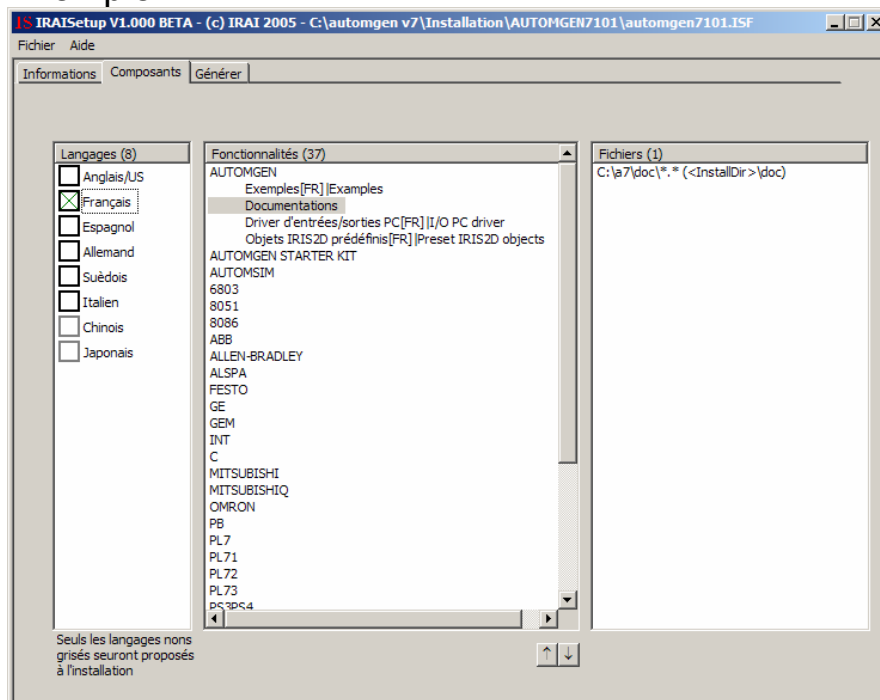 IS IRAISetup V1.000 BETA - (c) IRAI 2005 - C:\automgen v7\Installation\AUTOMGEN7101\automgen7101.ISF
Fichier Aide
Informations Composants Générer
Langages (8)
Anglais/US
Français
Espagnol
Allemand
Suèdois
Italien
Chinois
Japonais
Seuls les langages nons
grisés seuront proposés
à l'installation
Fonctionnalités (37)
AUTOMGEN
Exemples[FR]|Examples
Documentations
Driver d'entrées/sorties PC[FR]|I/O PC driver
Objets IRIS2D prédéfinis[FR]|Preset IRIS2D objects
AUTOMGEN STARTER KIT
AUTOMSIM
6803
8051
8086
ABB
ALLEN-BRADLEY
ALSPA
FESTO
GE
GEM
INT
C
MITSUBISHI
MITSUBISHIQ
OMRON
PB
PL7
PL71
PL72
PL73
PS3PS4
Fichiers (1)
C:\a7\doc\*.* (<InstallDir>\doc)